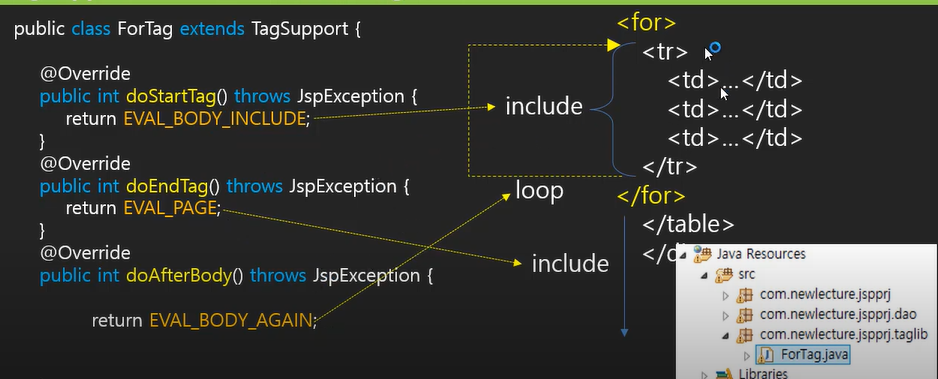 public class ForTag extends TagSupport {
@Override
public int doStartTag() throws JspException {
return EVAL_BODY_INCLUDE;
}
@Override
public int doEndTag() throws JspException {
return EVAL_PAGE;
}
@Override
public int doAfterBody() throws JspException {
return EVAL_BODY_AGAIN;
include
loop
include
<for>
<tr>
<td>...</td>
<td>...</td>
<td>...</td>
</tr>
</for>
</table>
Java Resources
src
com.newlecture.jspprj
com.newlecture.jspprj.dao
com.newlecture.jspprj.taglib
ForTag.java
Libraries